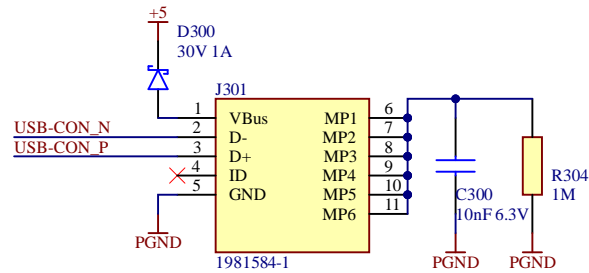 +5
D300
30V 1A
J301
1 VBus MP1 6
USB-CON_N 2 D- MP2 7
USB-CON_P 3 D+ MP3 8
4 ID MP4 9
5 GND MP5 10
MP6 11
C300
10nF 6.3V
R304
1M
PGND
PGND
PGND
1981584-1